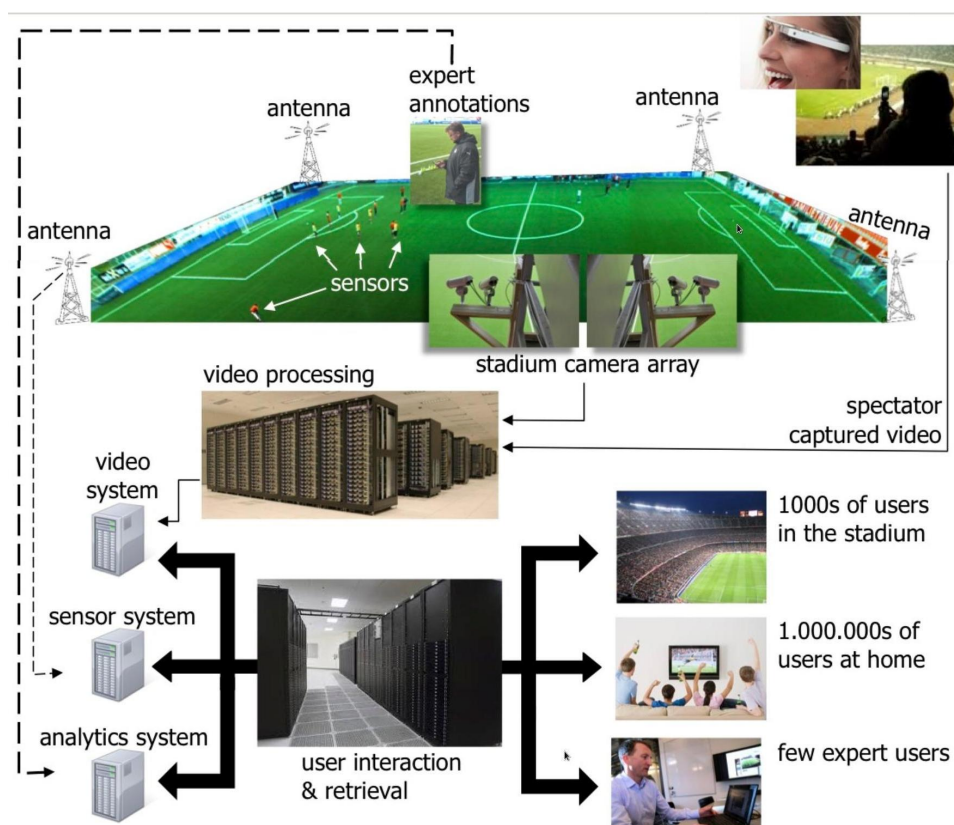 expert
annotations
antenna
antenna
antenna
antenna
sensors
stadium camera array
video processing
spectator
captured video
video
system
1000s of users
in the stadium
sensor system
1.000.000s of
users at home
analytics system
user interaction
& retrieval
few expert users